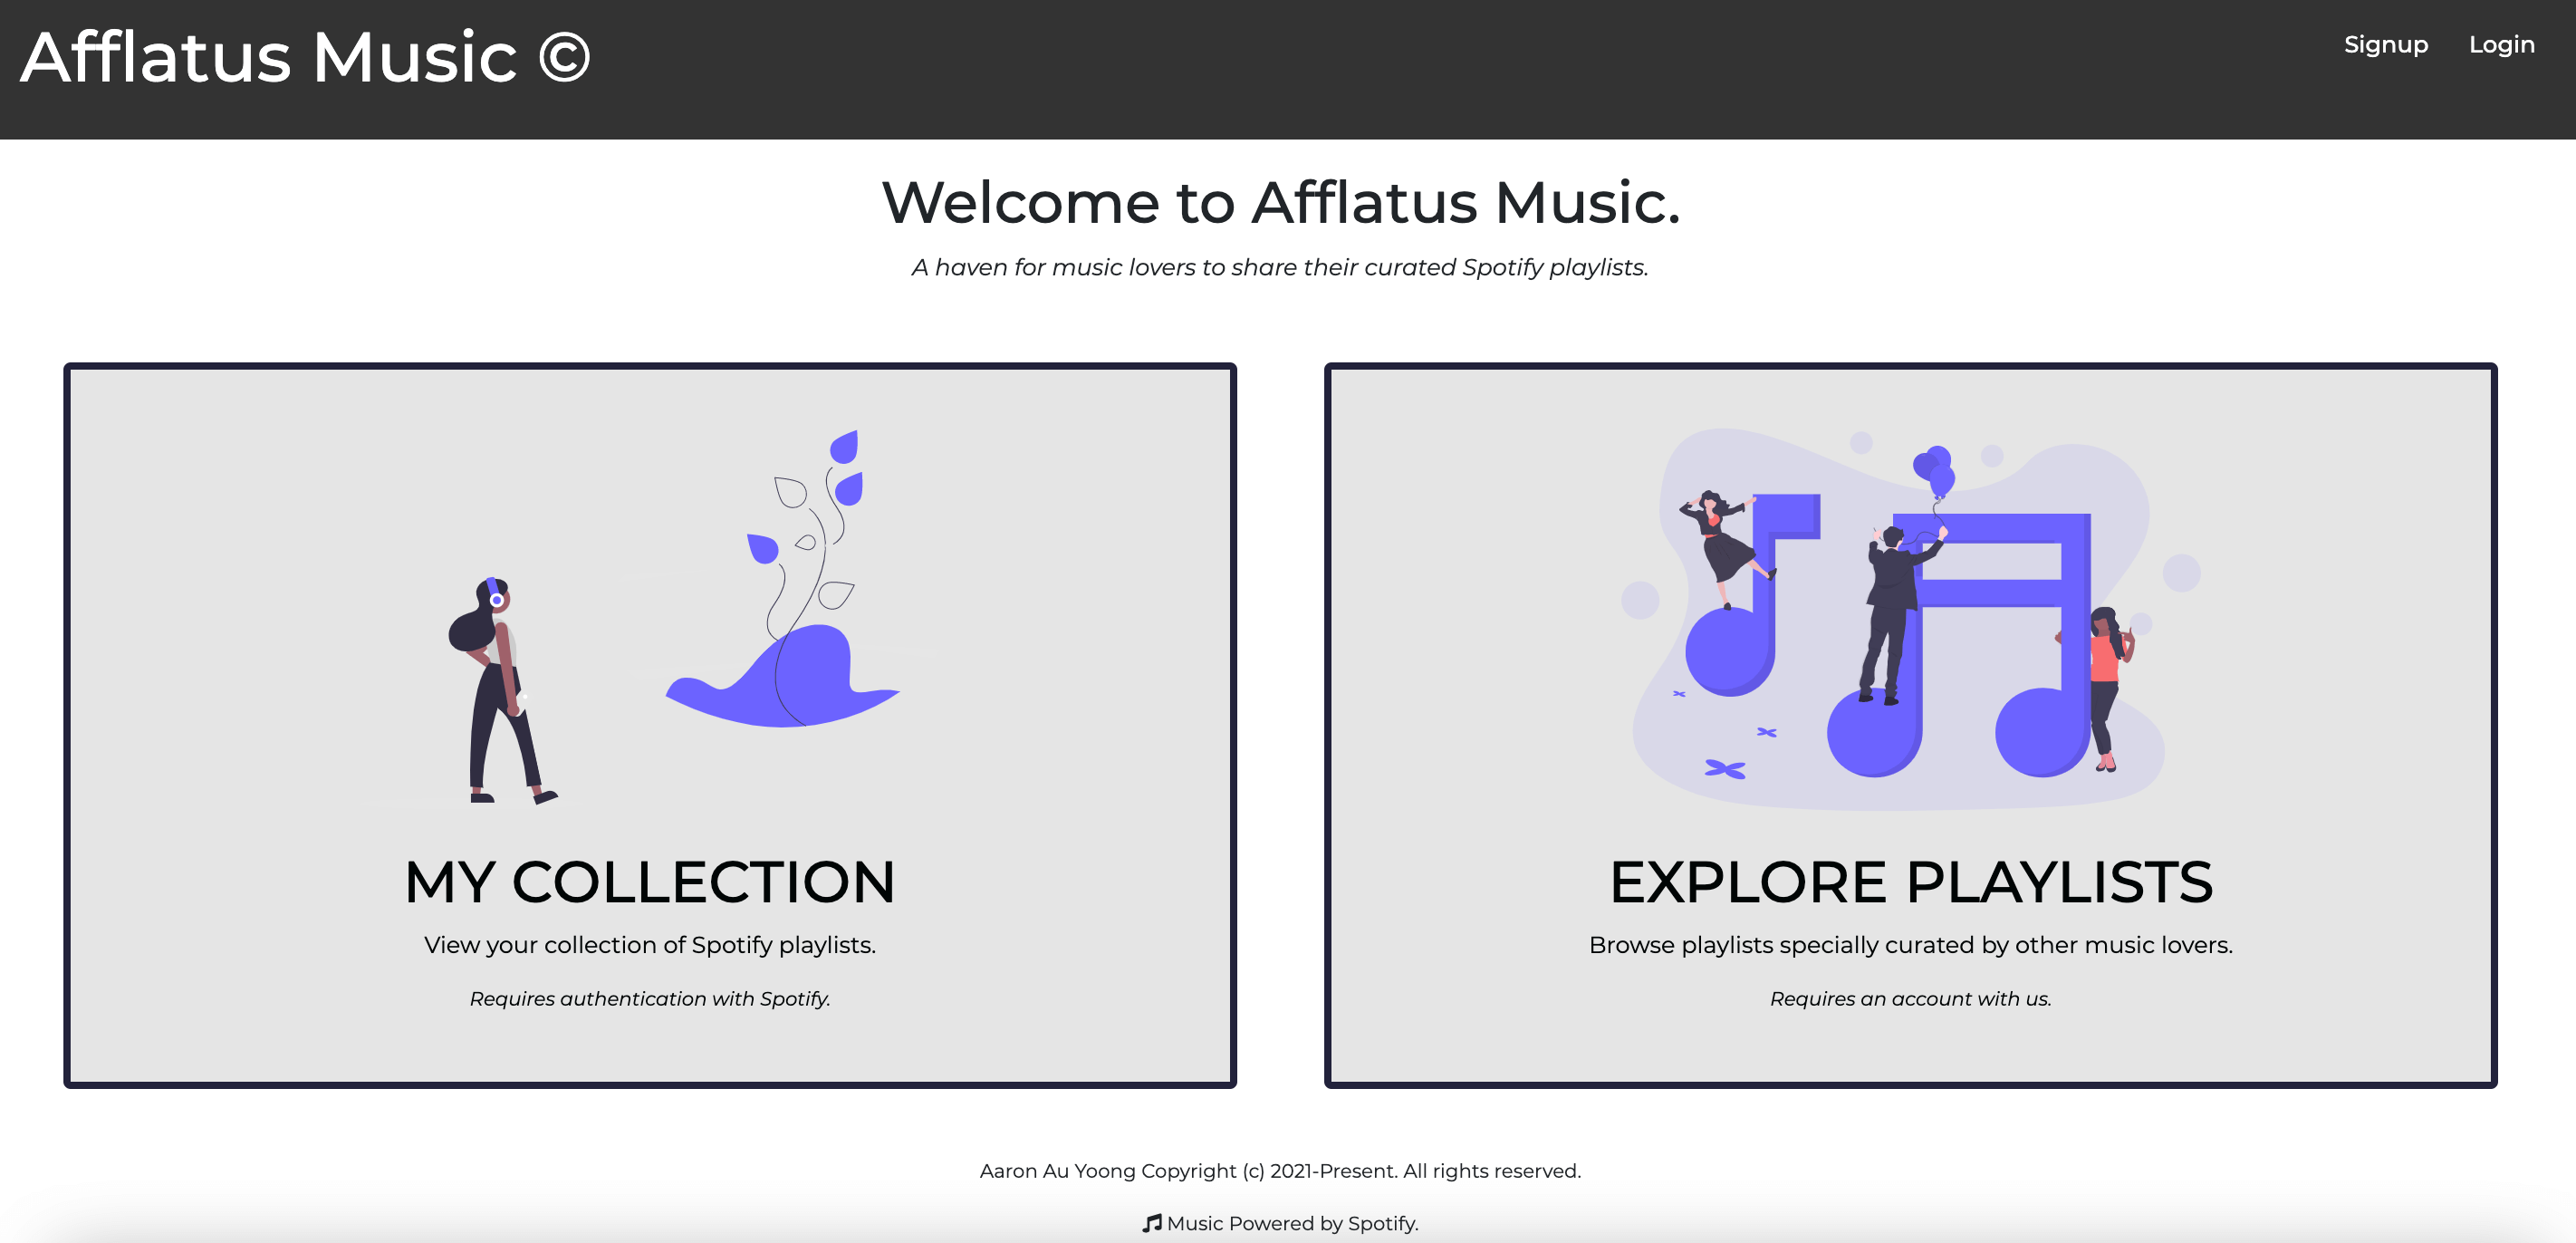 Afflatus Music ©
Signup
Login
Welcome to Afflatus Music.
A haven for music lovers to share their curated Spotify playlists.
MY COLLECTION
View your collection of Spotify playlists.
Requires authentication with Spotify.
EXPLORE PLAYLISTS
Browse playlists specially curated by other music lovers.
Requires an account with us.
Aaron Au Yoong Copyright (c) 2021-Present. All rights reserved.
Music Powered by Spotify.